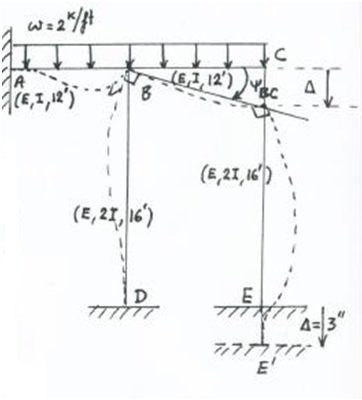 ω = 2 k/ft
C
A
B
(E, I, 12')
ψBC
Δ
(E, I, 12')
(E, 2I, 16')
(E, 2I, 16')
D
E
Δ = 3"
E'